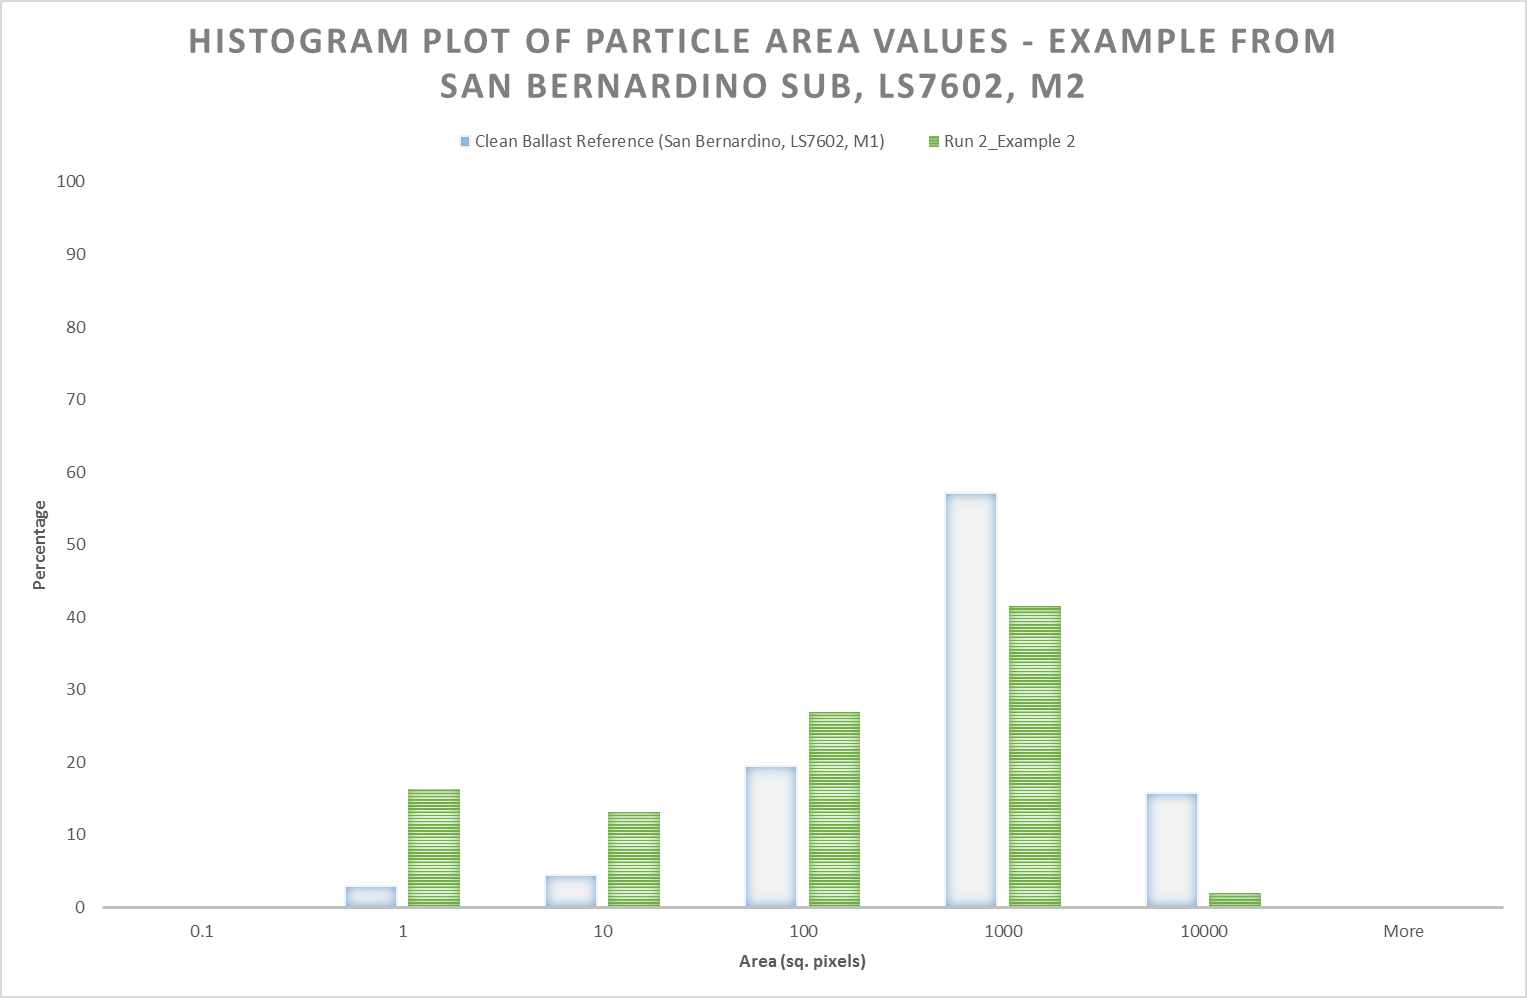 HISTOGRAM PLOT OF PARTICLE AREA VALUES - EXAMPLE FROM
SAN BERNARDINO SUB, LS7602, M2
Clean Ballast Reference (San Bernardino, LS7602, M1)
Run 2_Example 2
100
90
80
70
60
50
40
30
20
10
0
Percentage
0.1
1
10
100
1000
10000
More
Area (sq. pixels)